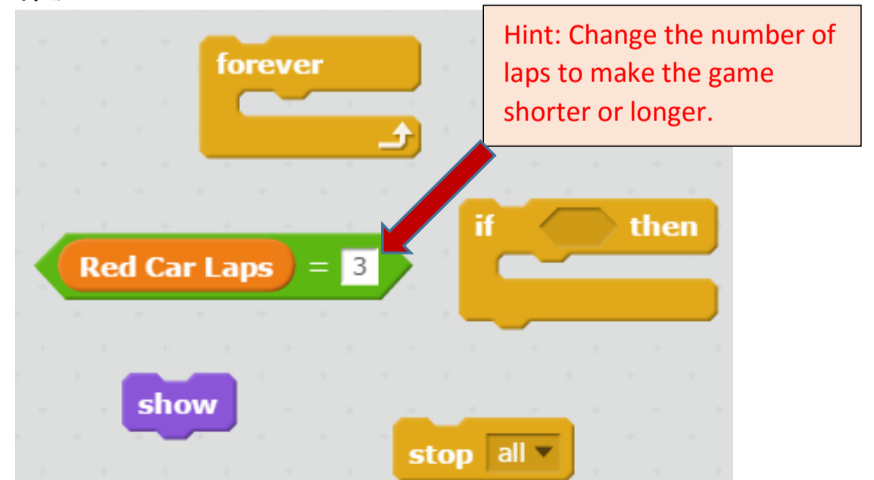 Hint: Change the number of
laps to make the game
shorter or longer.
forever
if then
Red Car Laps = 3
show
stop all